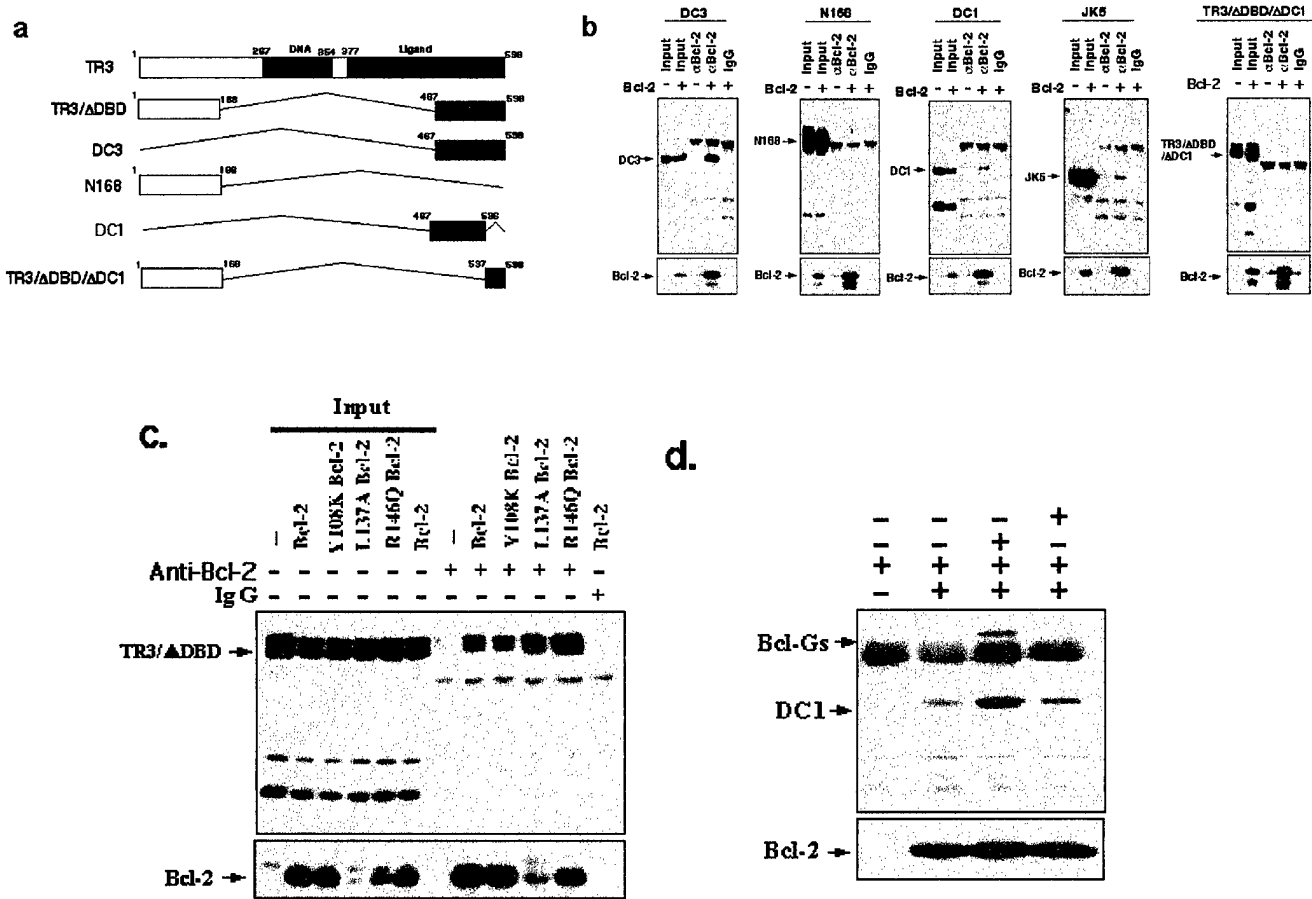 a
1 267 DNA 354 377 Ligand 598
TR3
1 168 467 598
TR3/ΔDBD
467 598
DC3
1 168
N168
467 536
DC1
1 168 537 598
TR3/ΔDBD/ΔDC1
b
DC3 N168 DC1 JK5 TR3/ΔDBD/ΔDC1
Input Input αBcl-2 αBcl-2 IgG
Input Input αBcl-2 αBcl-2 IgG
Input Input αBcl-2 αBcl-2 IgG
Input Input αBcl-2 αBcl-2 IgG
Input Input αBcl-2 αBcl-2 IgG
Bcl-2 - + - + +
Bcl-2 - + - + +
Bcl-2 - + - + +
Bcl-2 - + - + +
Bcl-2 - + - + +
DC3
N168
DC1
JK5
TR3/ΔDBD
/ΔDC1
Bcl-2 Bcl-2 Bcl-2 Bcl-2 Bcl-2
c.
Input
– Bcl-2 Y108K Bcl-2 L137A Bcl-2 R146Q Bcl-2 Bcl-2 – Bcl-2 Y108K Bcl-2 L137A Bcl-2 R146Q Bcl-2 Bcl-2
Anti-Bcl-2 – – – – – – + + + + + –
IgG – – – – – – – – – – – +
TR3/▲DBD
Bcl-2
d.
– – – +
– – + –
+ + + +
– + + +
Bcl-Gs
DC1
Bcl-2